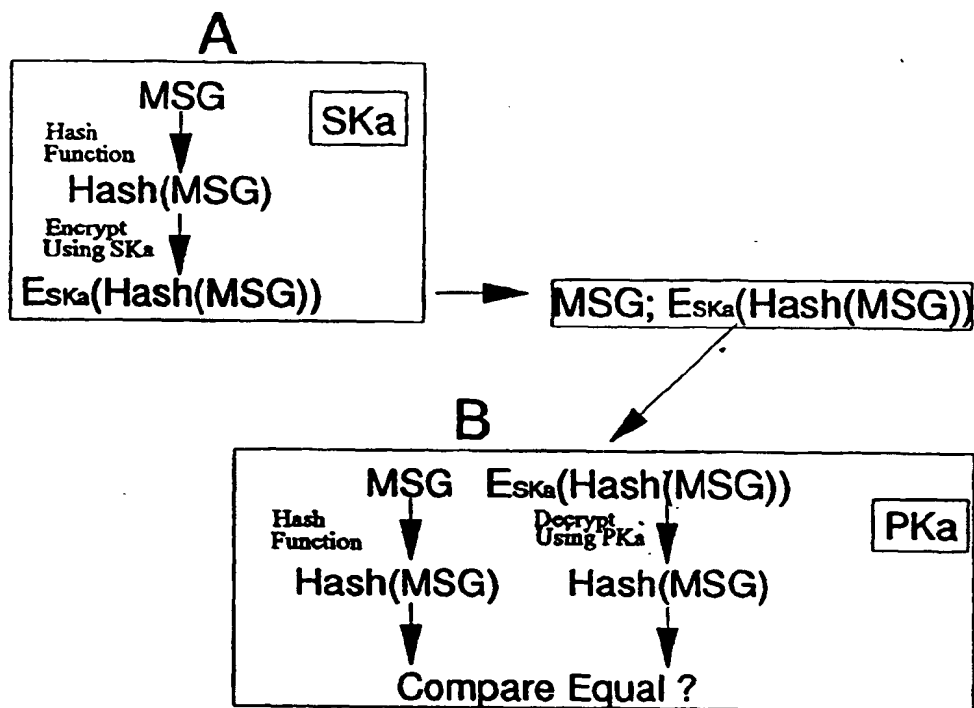 A
MSG
SKa
Hash
Function
Hash(MSG)
Encrypt
Using SKa
ESKa(Hash(MSG))
MSG; ESKa(Hash(MSG))
B
MSG ESKa(Hash(MSG))
PKa
Hash
Function
Decrypt
Using PKa
Hash(MSG) Hash(MSG)
Compare Equal ?